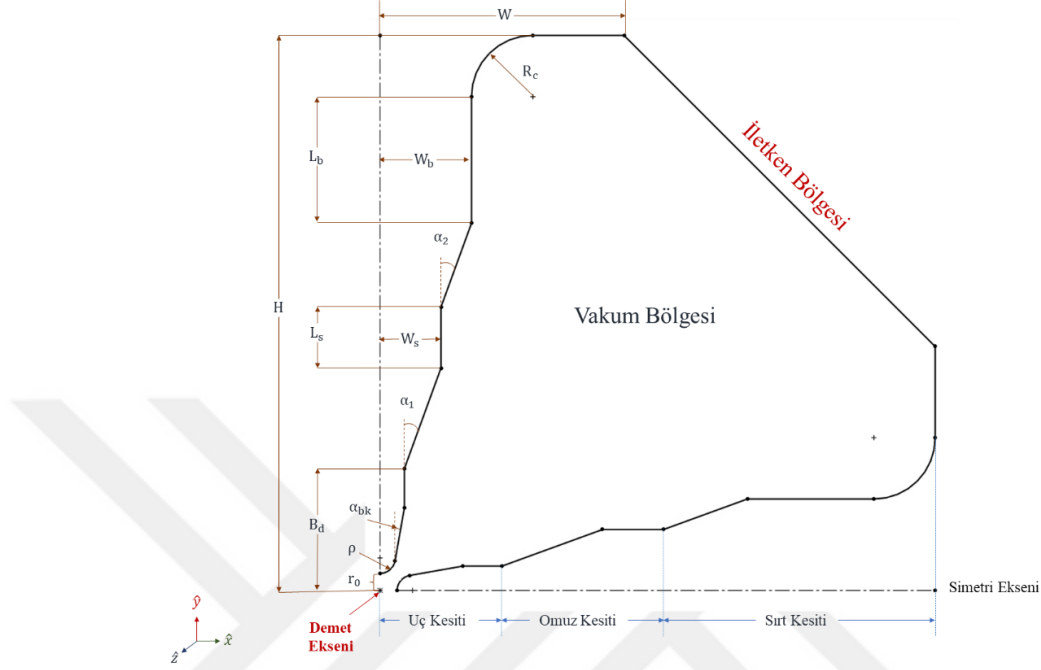 W
R_c
İletken Bölgesi
L_b
W_b
α_2
H
Vakum Bölgesi
L_s
W_s
α_1
α_bk
B_d
ρ
r_0
Simetri Ekseni
ŷ
x̂
ẑ
Demet
Ekseni
Uç Kesiti
Omuz Kesiti
Sırt Kesiti